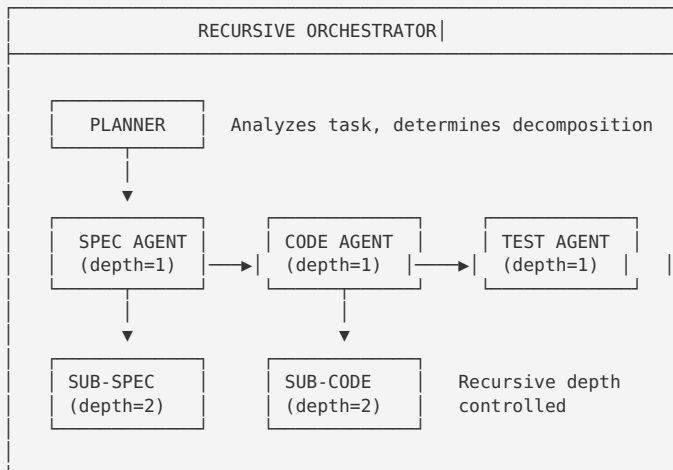 RECURSIVE ORCHESTRATOR
PLANNER Analyzes task, determines decomposition
SPEC AGENT CODE AGENT TEST AGENT
(depth=1) (depth=1) (depth=1)
SUB-SPEC SUB-CODE Recursive depth
(depth=2) (depth=2) controlled